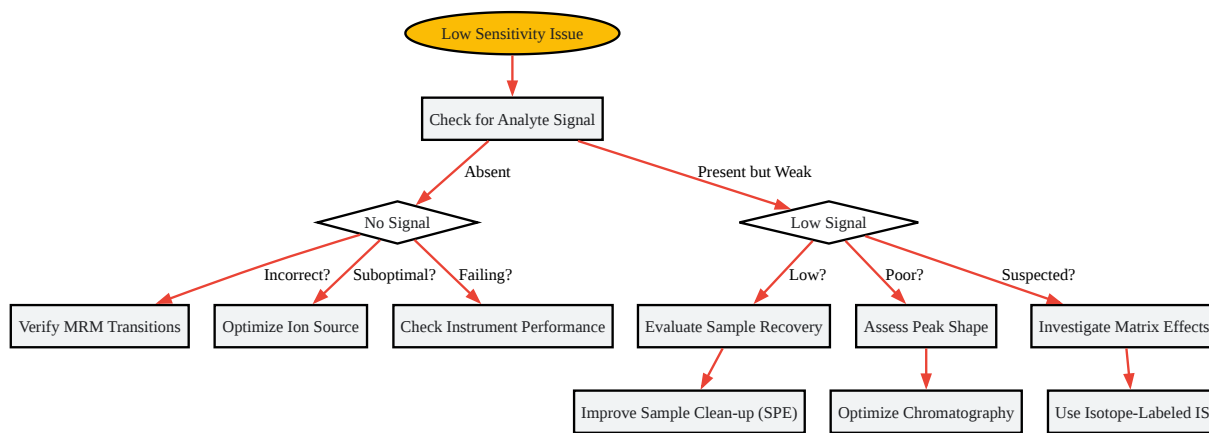 Low Sensitivity Issue
Check for Analyte Signal
Absent
Present but Weak
No Signal
Low Signal
Incorrect?
Suboptimal?
Failing?
Low?
Poor?
Suspected?
Verify MRM Transitions
Optimize Ion Source
Check Instrument Performance
Evaluate Sample Recovery
Assess Peak Shape
Investigate Matrix Effects
Improve Sample Clean-up (SPE)
Optimize Chromatography
Use Isotope-Labeled IS